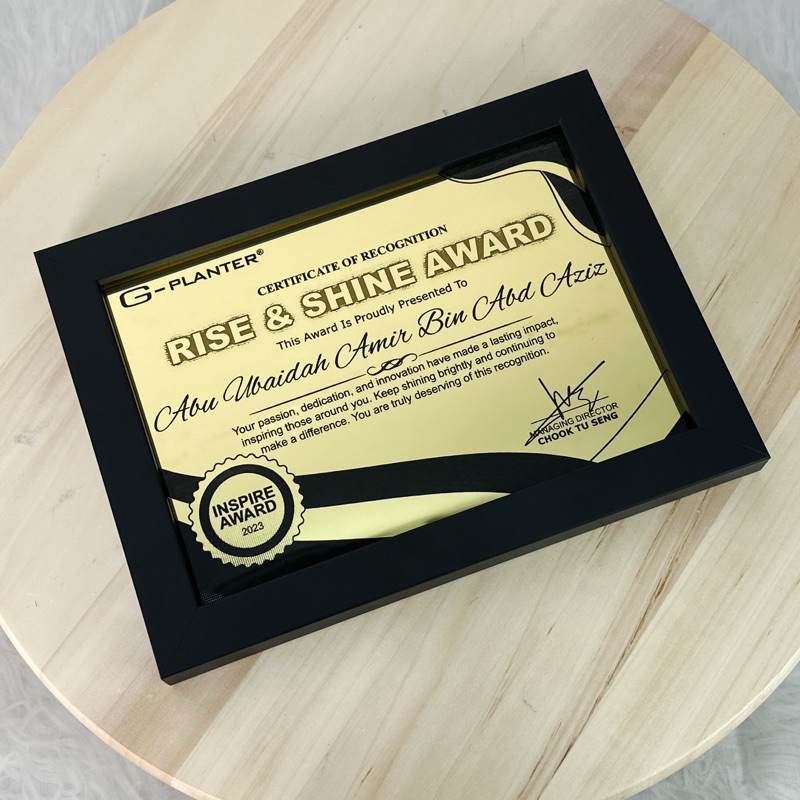 G-PLANTER®
CERTIFICATE OF RECOGNITION
RISE & SHINE AWARD
This Award Is Proudly Presented To
Abu Ubaidah Amir Bin Abd Aziz
Your passion, dedication, and innovation have made a lasting impact,
inspiring those around you. Keep shining brightly and continuing to
make a difference. You are truly deserving of this recognition.
MANAGING DIRECTOR
CHOOK TU SENG
INSPIRE
AWARD
2023